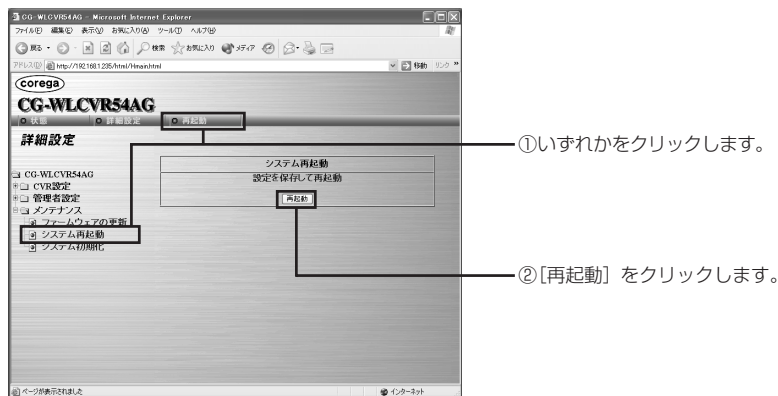 CG-WLCVR54AG - Microsoft Internet Explorer
ファイル(F) 編集(E) 表示(V) お気に入り(A) ツール(T) ヘルプ(H)
戻る 検索 お気に入り メディア
アドレス(D) http://192.168.1.235/html/Hmain.html 移動 リンク »
corega
CG-WLCVR54AG
状態 詳細設定 再起動
①いずれかをクリックします。
詳細設定
システム再起動
設定を保存して再起動
再起動
CG-WLCVR54AG
CVR設定
管理者設定
メンテナンス
ファームウェアの更新
システム再起動
システム初期化
②[再起動] をクリックします。
ページが表示されました インターネット